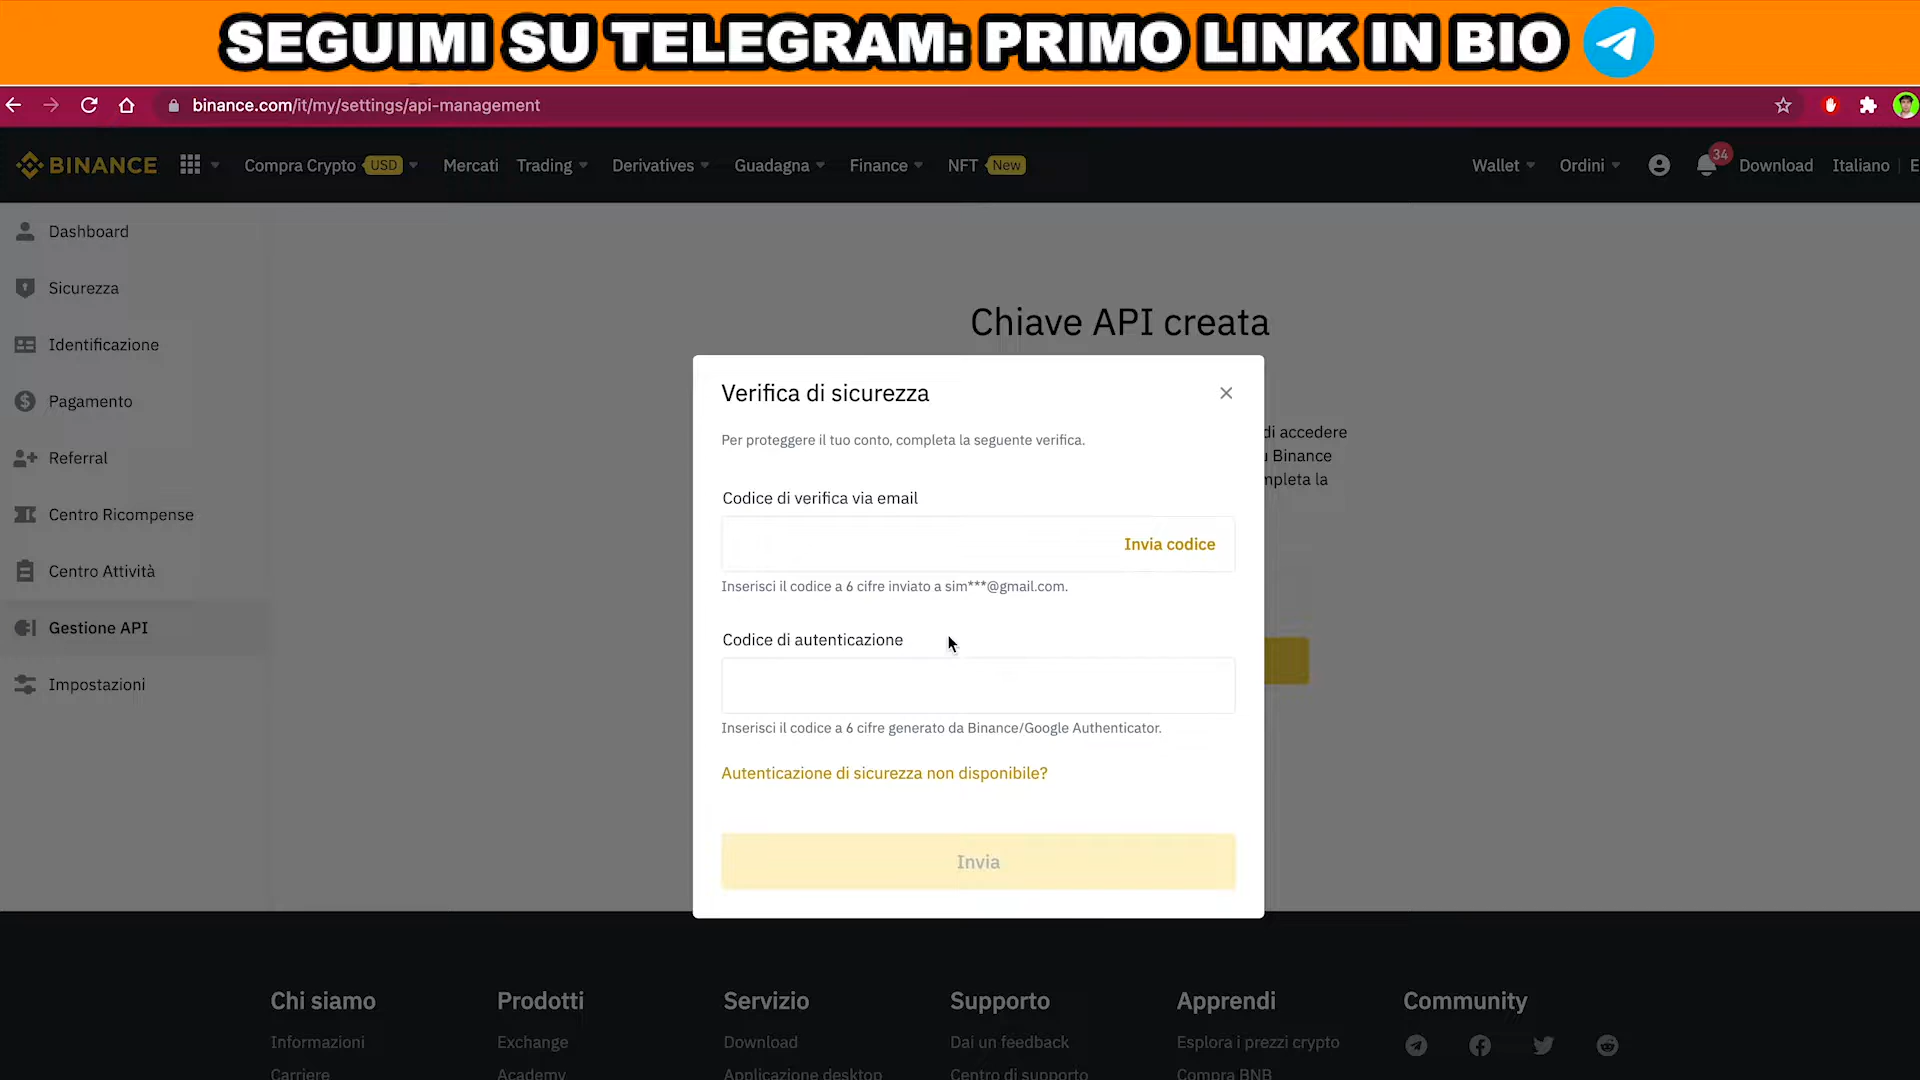 SEGUIMI SU TELEGRAM: PRIMO LINK IN BIO
binance.com/it/my/settings/api-management
BINANCE
Compra Crypto USD
Mercati
Trading
Derivatives
Guadagna
Finance
NFT New
Wallet
Ordini
34
Download
Italiano
E
Dashboard
Sicurezza
Identificazione
Pagamento
Referral
Centro Ricompense
Centro Attività
Gestione API
Impostazioni
Chiave API creata
di accedere
Binance
mpleta la
Verifica di sicurezza
Per proteggere il tuo conto, completa la seguente verifica.
Codice di verifica via email
Invia codice
Inserisci il codice a 6 cifre inviato a sim***@gmail.com.
Codice di autenticazione
Inserisci il codice a 6 cifre generato da Binance/Google Authenticator.
Autenticazione di sicurezza non disponibile?
Invia
Chi siamo
Prodotti
Servizio
Supporto
Apprendi
Community
Informazioni
Exchange
Download
Dai un feedback
Esplora i prezzi crypto
Carriere
Academy
Applicazione desktop
Centro di supporto
Compra BNB